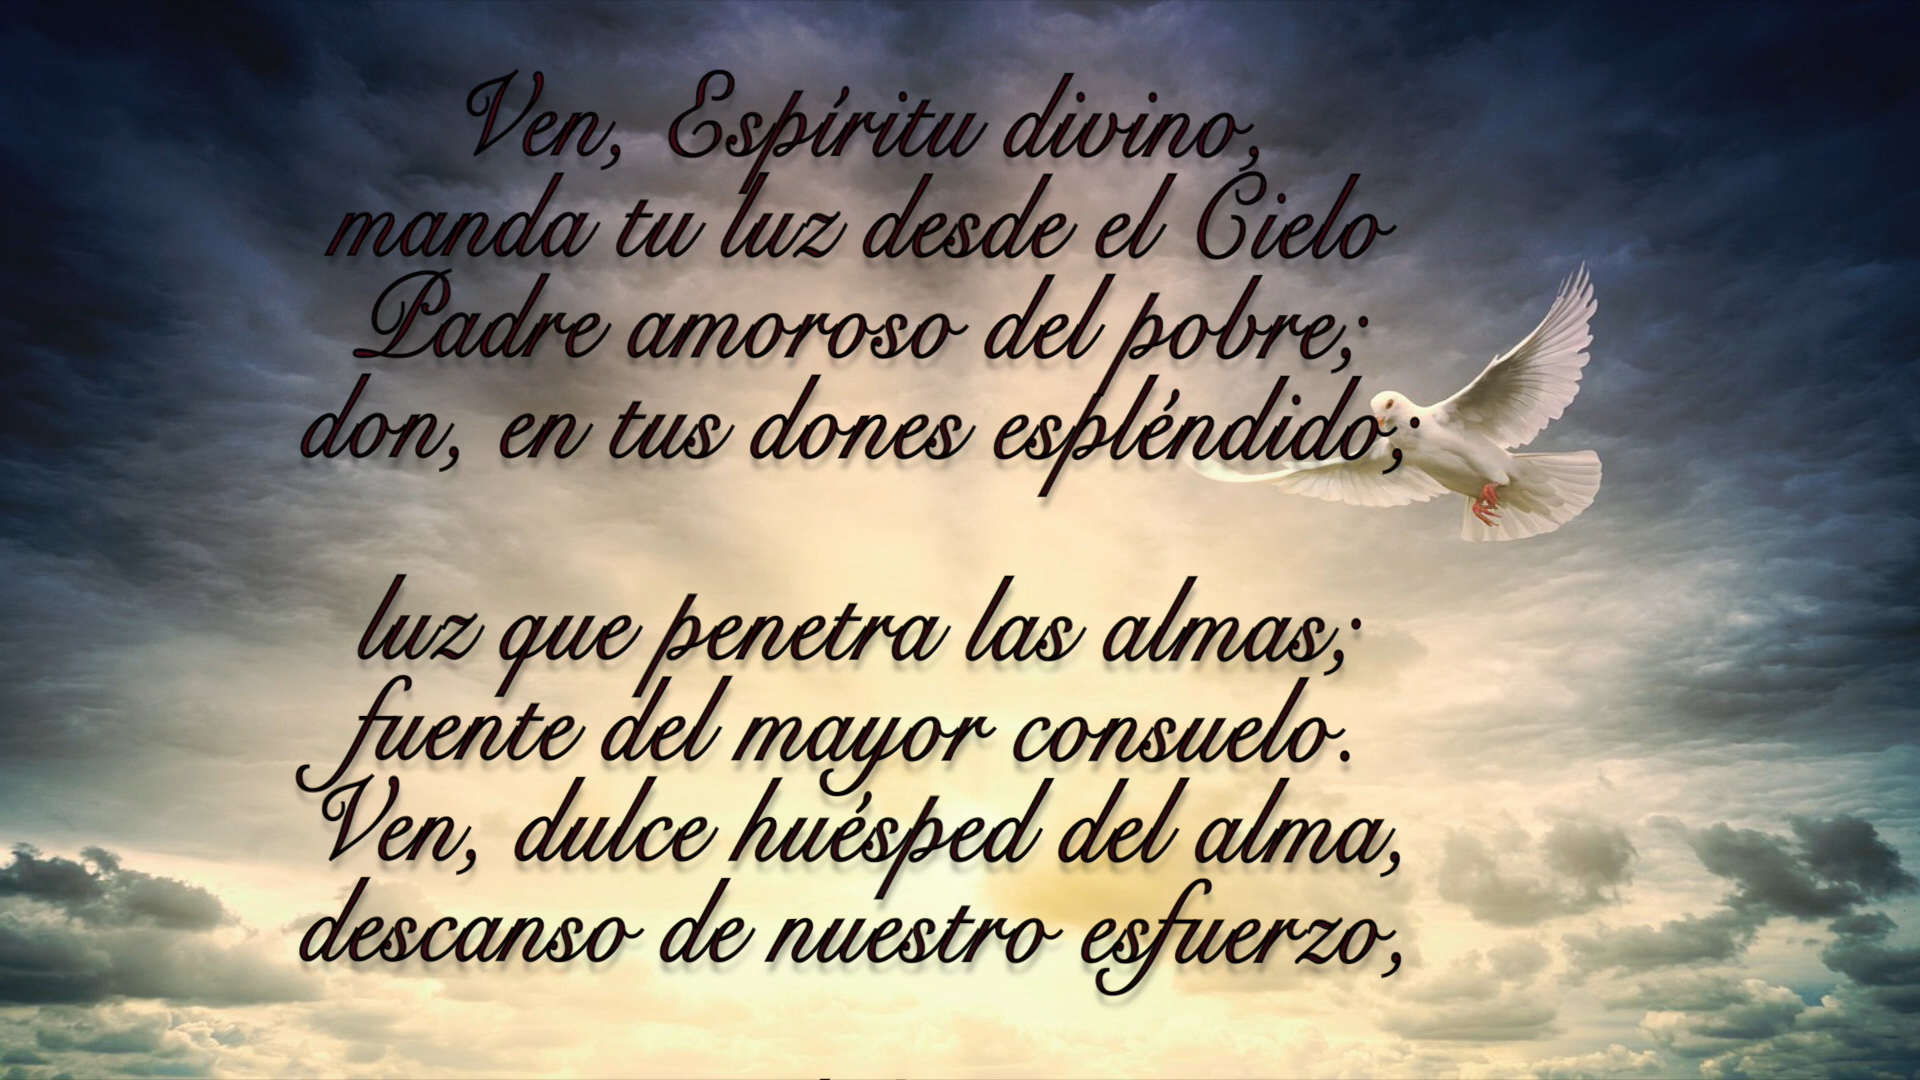 Ven, Espíritu divino,
manda tu luz desde el Cielo
Padre amoroso del pobre;
don, en tus dones espléndido;
luz que penetra las almas;
fuente del mayor consuelo.
Ven, dulce huésped del alma,
descanso de nuestro esfuerzo,